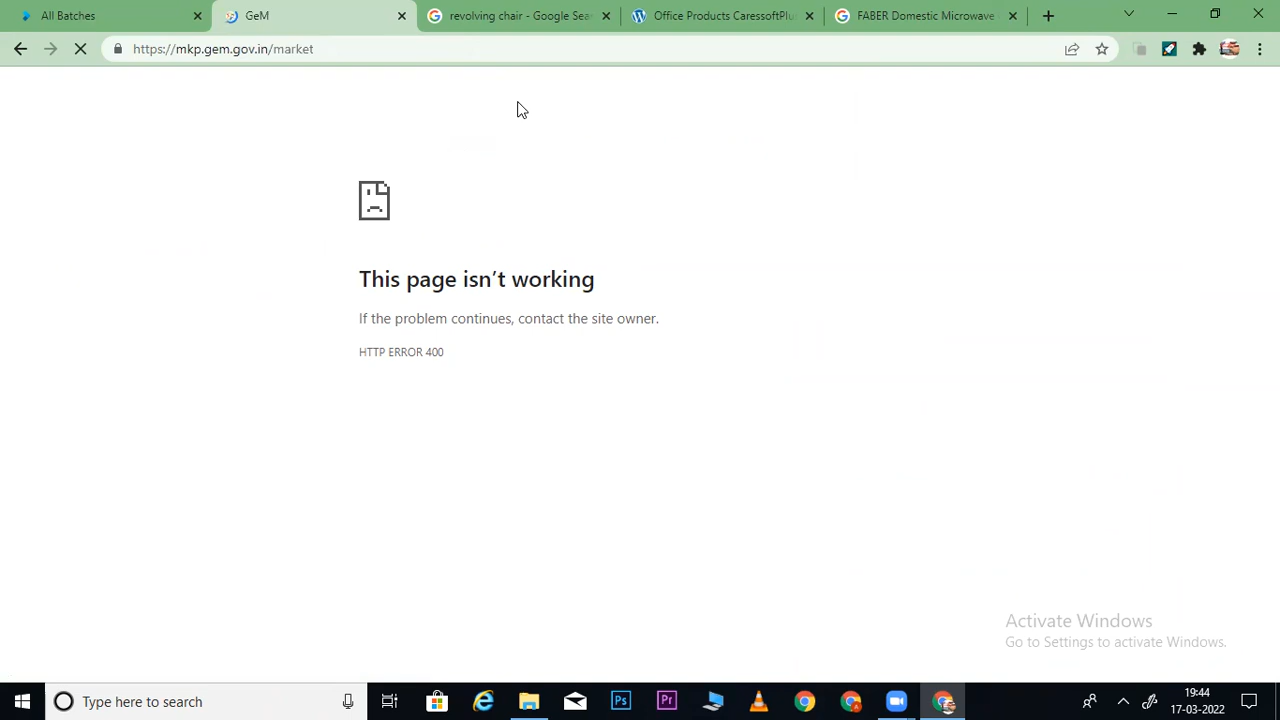 All Batches
GeM
revolving chair - Google Sea
Office Products CaressoftPlu
FABER Domestic Microwave
https://mkp.gem.gov.in/market
This page isn't working
If the problem continues, contact the site owner.
HTTP ERROR 400
Activate Windows
Go to Settings to activate Windows.
Type here to search
Ps
Pr
19:44
17-03-2022